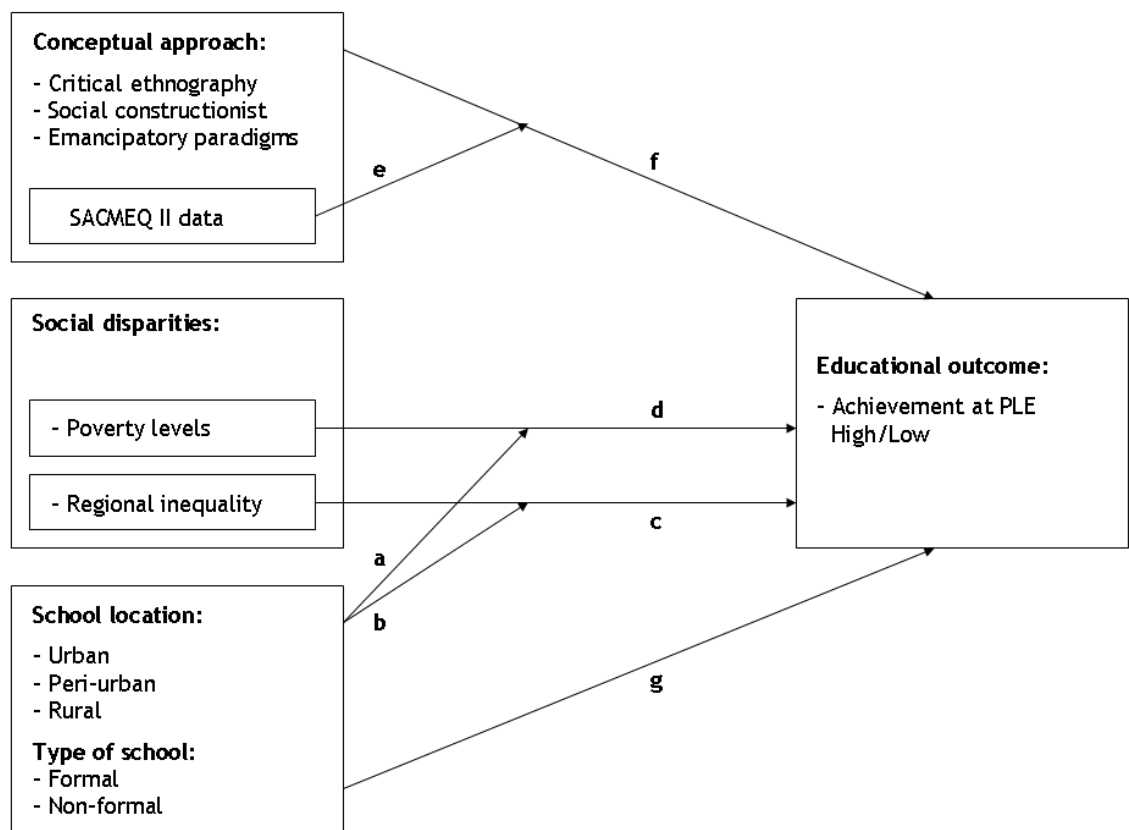 Conceptual approach:
- Critical ethnography
- Social constructionist
- Emancipatory paradigms
SACMEQ II data
e
f
Social disparities:
- Poverty levels
- Regional inequality
d
c
a
b
Educational outcome:
- Achievement at PLE
High/Low
School location:
- Urban
- Peri-urban
- Rural
Type of school:
- Formal
- Non-formal
g